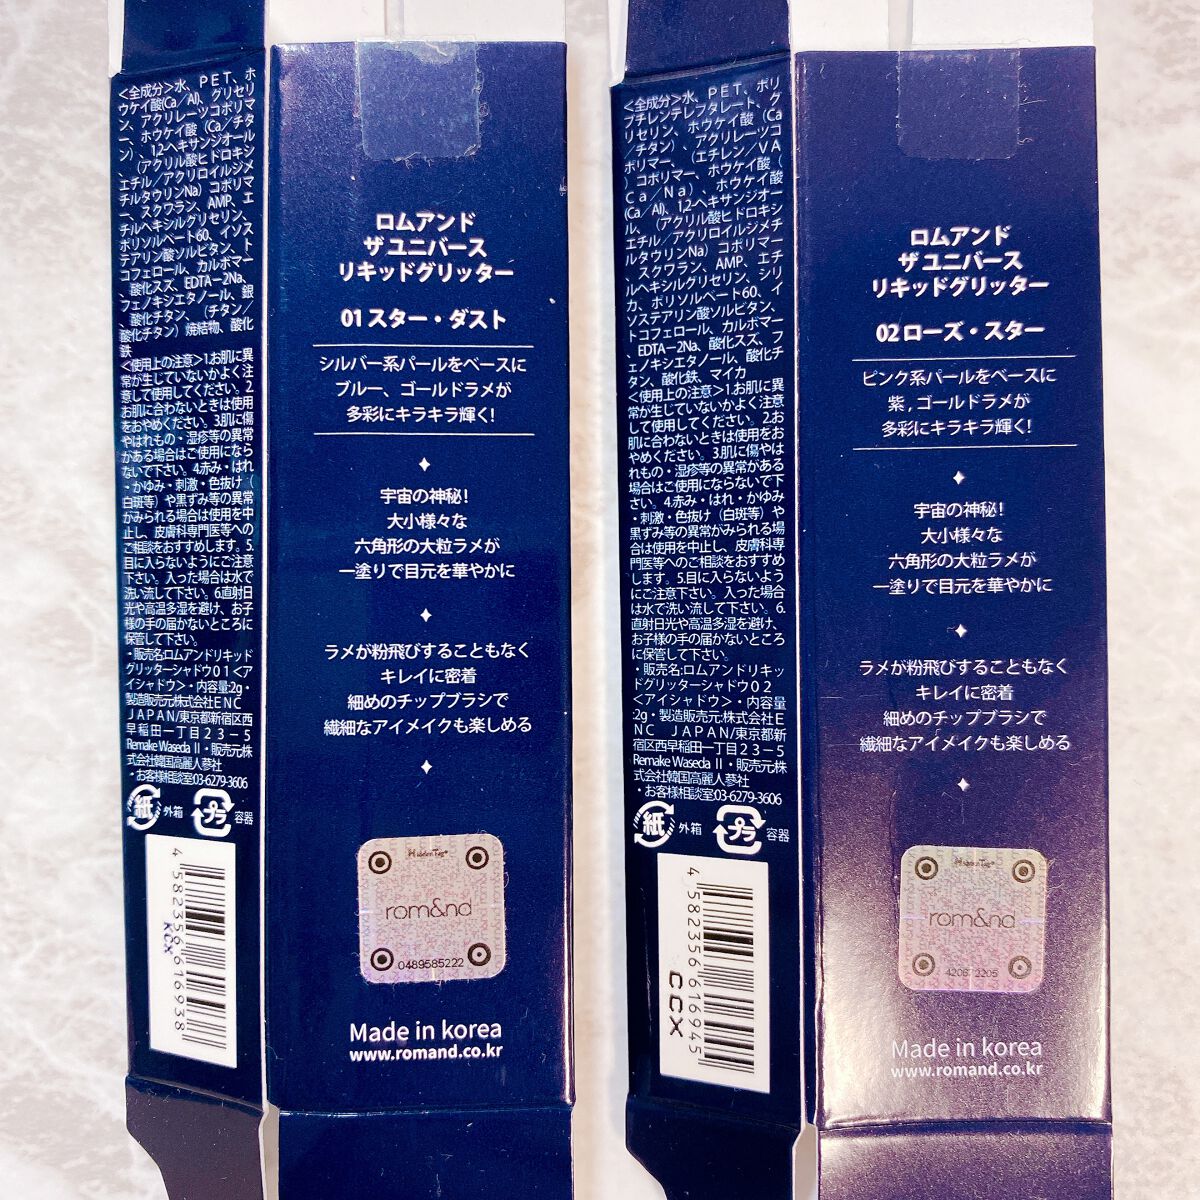 <全成分>水、PET、ホ
ウケイ酸(Ca/Al)、グリセリ
ン、アクリレーツコポリマ
ー、ホウケイ酸(Ca/チタ
ン)、1,2-ヘキサンジオール
、(アクリル酸ヒドロキシ
エチル/アクリロイルジメ
チルタウリンNa)コポリマ
ー、スクワラン、AMP、エ
チルヘキシルグリセリン、
ポリソルベート60、イソス
テアリン酸ソルビタン、ト
コフェロール、カルボマー
、酸化スズ、EDTA-2Na、
フェノキシエタノール、銀
、酸化チタン、(チタン/
酸化チタン)焼結物、酸化
鉄
<使用上の注意>1.お肌に異
常が生じていないかよく注
意して使用してください。2.
お肌に合わないときは使用
をおやめください。3.肌に傷
やはれもの・湿疹等の異常
がある場合はご使用になら
ないで下さい。4.赤み・はれ
・かゆみ・刺激・色抜け(
白斑等)や黒ずみ等の異常
がみられる場合は使用を中
止し、皮膚科専門医等への
ご相談をおすすめします。5.
目に入らないようにご注意
下さい。入った場合は水で
洗い流して下さい。6.直射日
光や高温多湿を避け、お子
様の手の届かないところに
保管して下さい。
・販売名:ロムアンドリキッド
グリッターシャドウ01<ア
イシャドウ>・内容量:2g・
製造販売元:株式会社ENC
JAPAN/東京都新宿区西
早稲田一丁目23-5
Remake Waseda II・販売元:株
式会社韓国高麗人蔘社
・お客様相談室:03-6279-3606
紙 外箱 プラ 容器
4 582356 616938
KCX
ロムアンド
ザ ユニバース
リキッドグリッター
01 スター・ダスト
シルバー系パールをベースに
ブルー、ゴールドラメが
多彩にキラキラ輝く!
宇宙の神秘!
大小様々な
六角形の大粒ラメが
一塗りで目元を華やかに
ラメが粉飛びすることもなく
キレイに密着
細めのチップブラシで
繊細なアイメイクも楽しめる
HiddenTag
rom&nd
0489585222
Made in korea
www.romand.co.kr
<全成分>水、PET、ポリ
ブチレンテレフタレート、グ
リセリン、ホウケイ酸(Ca
/チタン)、アクリレーツコ
ポリマー、(エチレン/VA
)コポリマー、ホウケイ酸(
Ca/Na)、ホウケイ酸
(Ca/Al)、1,2-ヘキサンジオー
ル、(アクリル酸ヒドロキシ
エチル/アクリロイルジメチ
ルタウリンNa)コポリマー
、スクワラン、AMP、エチ
ルヘキシルグリセリン、シリ
カ、ポリソルベート60、イ
ソステアリン酸ソルビタン、
トコフェロール、カルボマー
、EDTA-2Na、酸化スズ、フ
ェノキシエタノール、酸化チ
タン、酸化鉄、マイカ
<使用上の注意>1.お肌に異
常が生じていないかよく注意
して使用してください。2.お
肌に合わないときは使用をお
やめください。3.肌に傷やは
れもの・湿疹等の異常がある
場合はご使用にならないで下
さい。4.赤み・はれ・かゆみ
・刺激・色抜け(白斑等)や
黒ずみ等の異常がみられる場
合は使用を中止し、皮膚科専
門医等へのご相談をおすすめ
します。5.目に入らないよう
にご注意下さい。入った場合
は水で洗い流して下さい。6.
直射日光や高温多湿を避け、
お子様の手の届かないところ
に保管して下さい。
・販売名:ロムアンドリキッ
ドグリッターシャドウ02
<アイシャドウ>・内容量
:2g・製造販売元:株式会社E
NC JAPAN/東京都新
宿区西早稲田一丁目23-5
Remake Waseda II・販売元:株
式会社韓国高麗人蔘社
・お客様相談室:03-6279-3606
紙 外箱 プラ 容器
4 582356 616945
CCX
ロムアンド
ザ ユニバース
リキッドグリッター
02 ローズ・スター
ピンク系パールをベースに
紫,ゴールドラメが
多彩にキラキラ輝く!
宇宙の神秘!
大小様々な
六角形の大粒ラメが
一塗りで目元を華やかに
ラメが粉飛びすることもなく
キレイに密着
細めのチップブラシで
繊細なアイメイクも楽しめる
HiddenTag
rom&nd
Made in korea
www.romand.co.kr